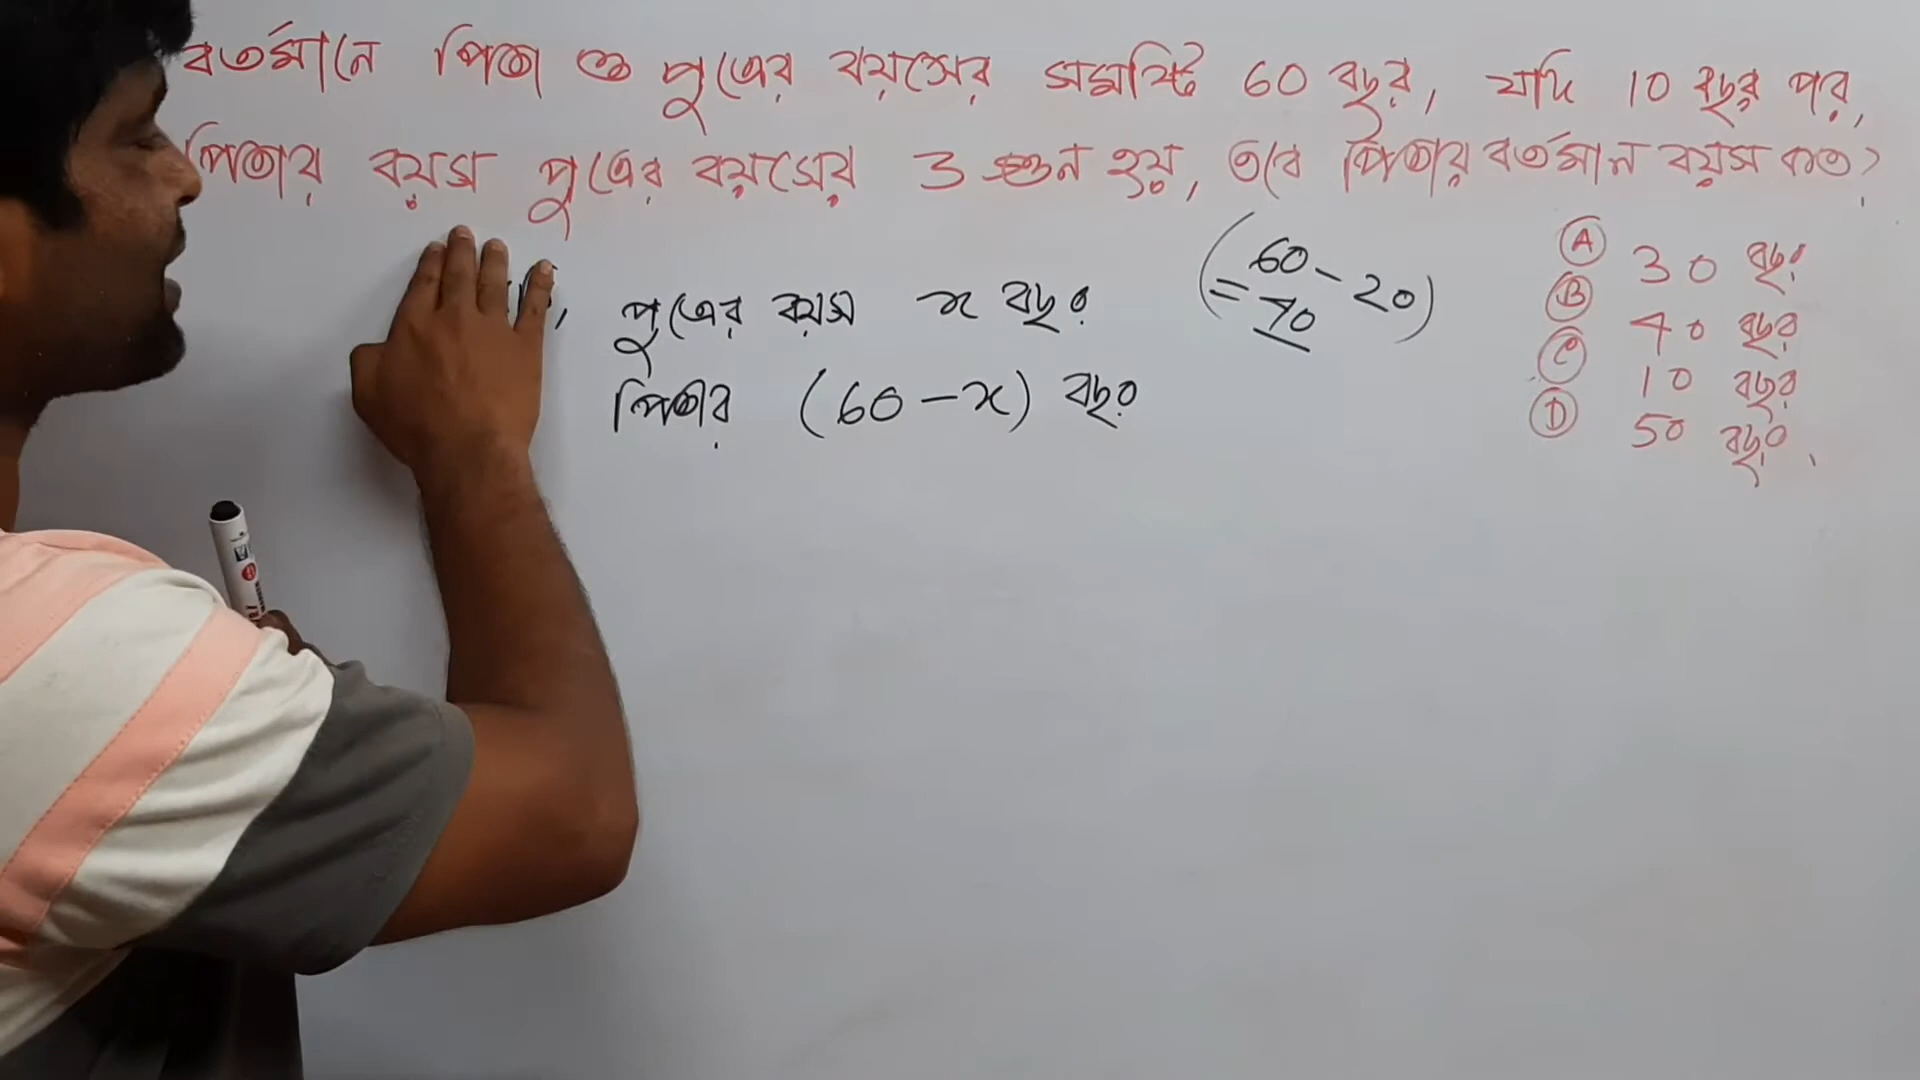 বর্তমানে পিতা ও পুত্রের বয়সের সমষ্টি 60 বছর, যদি 10 বছর পর,
পিতার বয়স পুত্রের বয়সের 3 গুন হয়, তবে পিতার বর্তমান বয়স কত?
পুত্রের বয়স x বছর
পিতার (60 - x) বছর
(60 - 20)
= 40
A 30 বছর
B 40 বছর
C 10 বছর
D 50 বছর